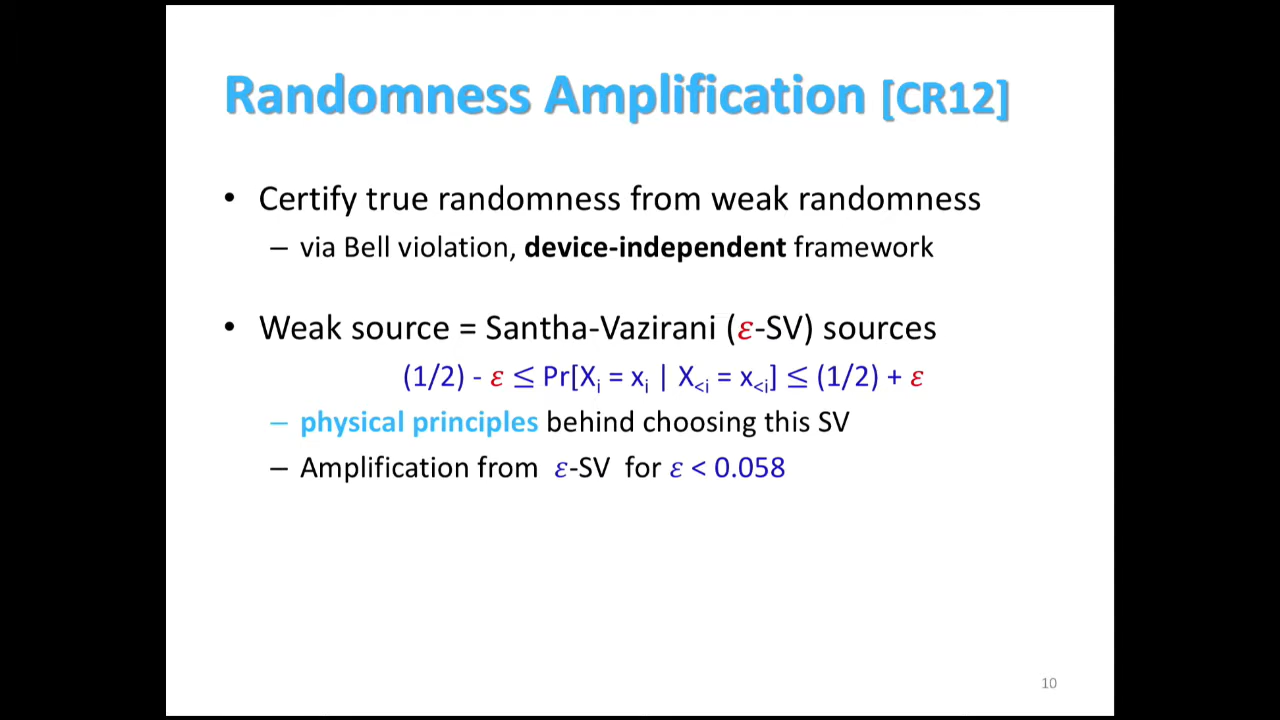 Randomness Amplification [CR12]
• Certify true randomness from weak randomness
– via Bell violation, device-independent framework
• Weak source = Santha-Vazirani (ε-SV) sources
(1/2) - ε ≤ Pr[Xᵢ = xᵢ | X<ᵢ = x<ᵢ] ≤ (1/2) + ε
– physical principles behind choosing this SV
– Amplification from ε-SV for ε < 0.058
10